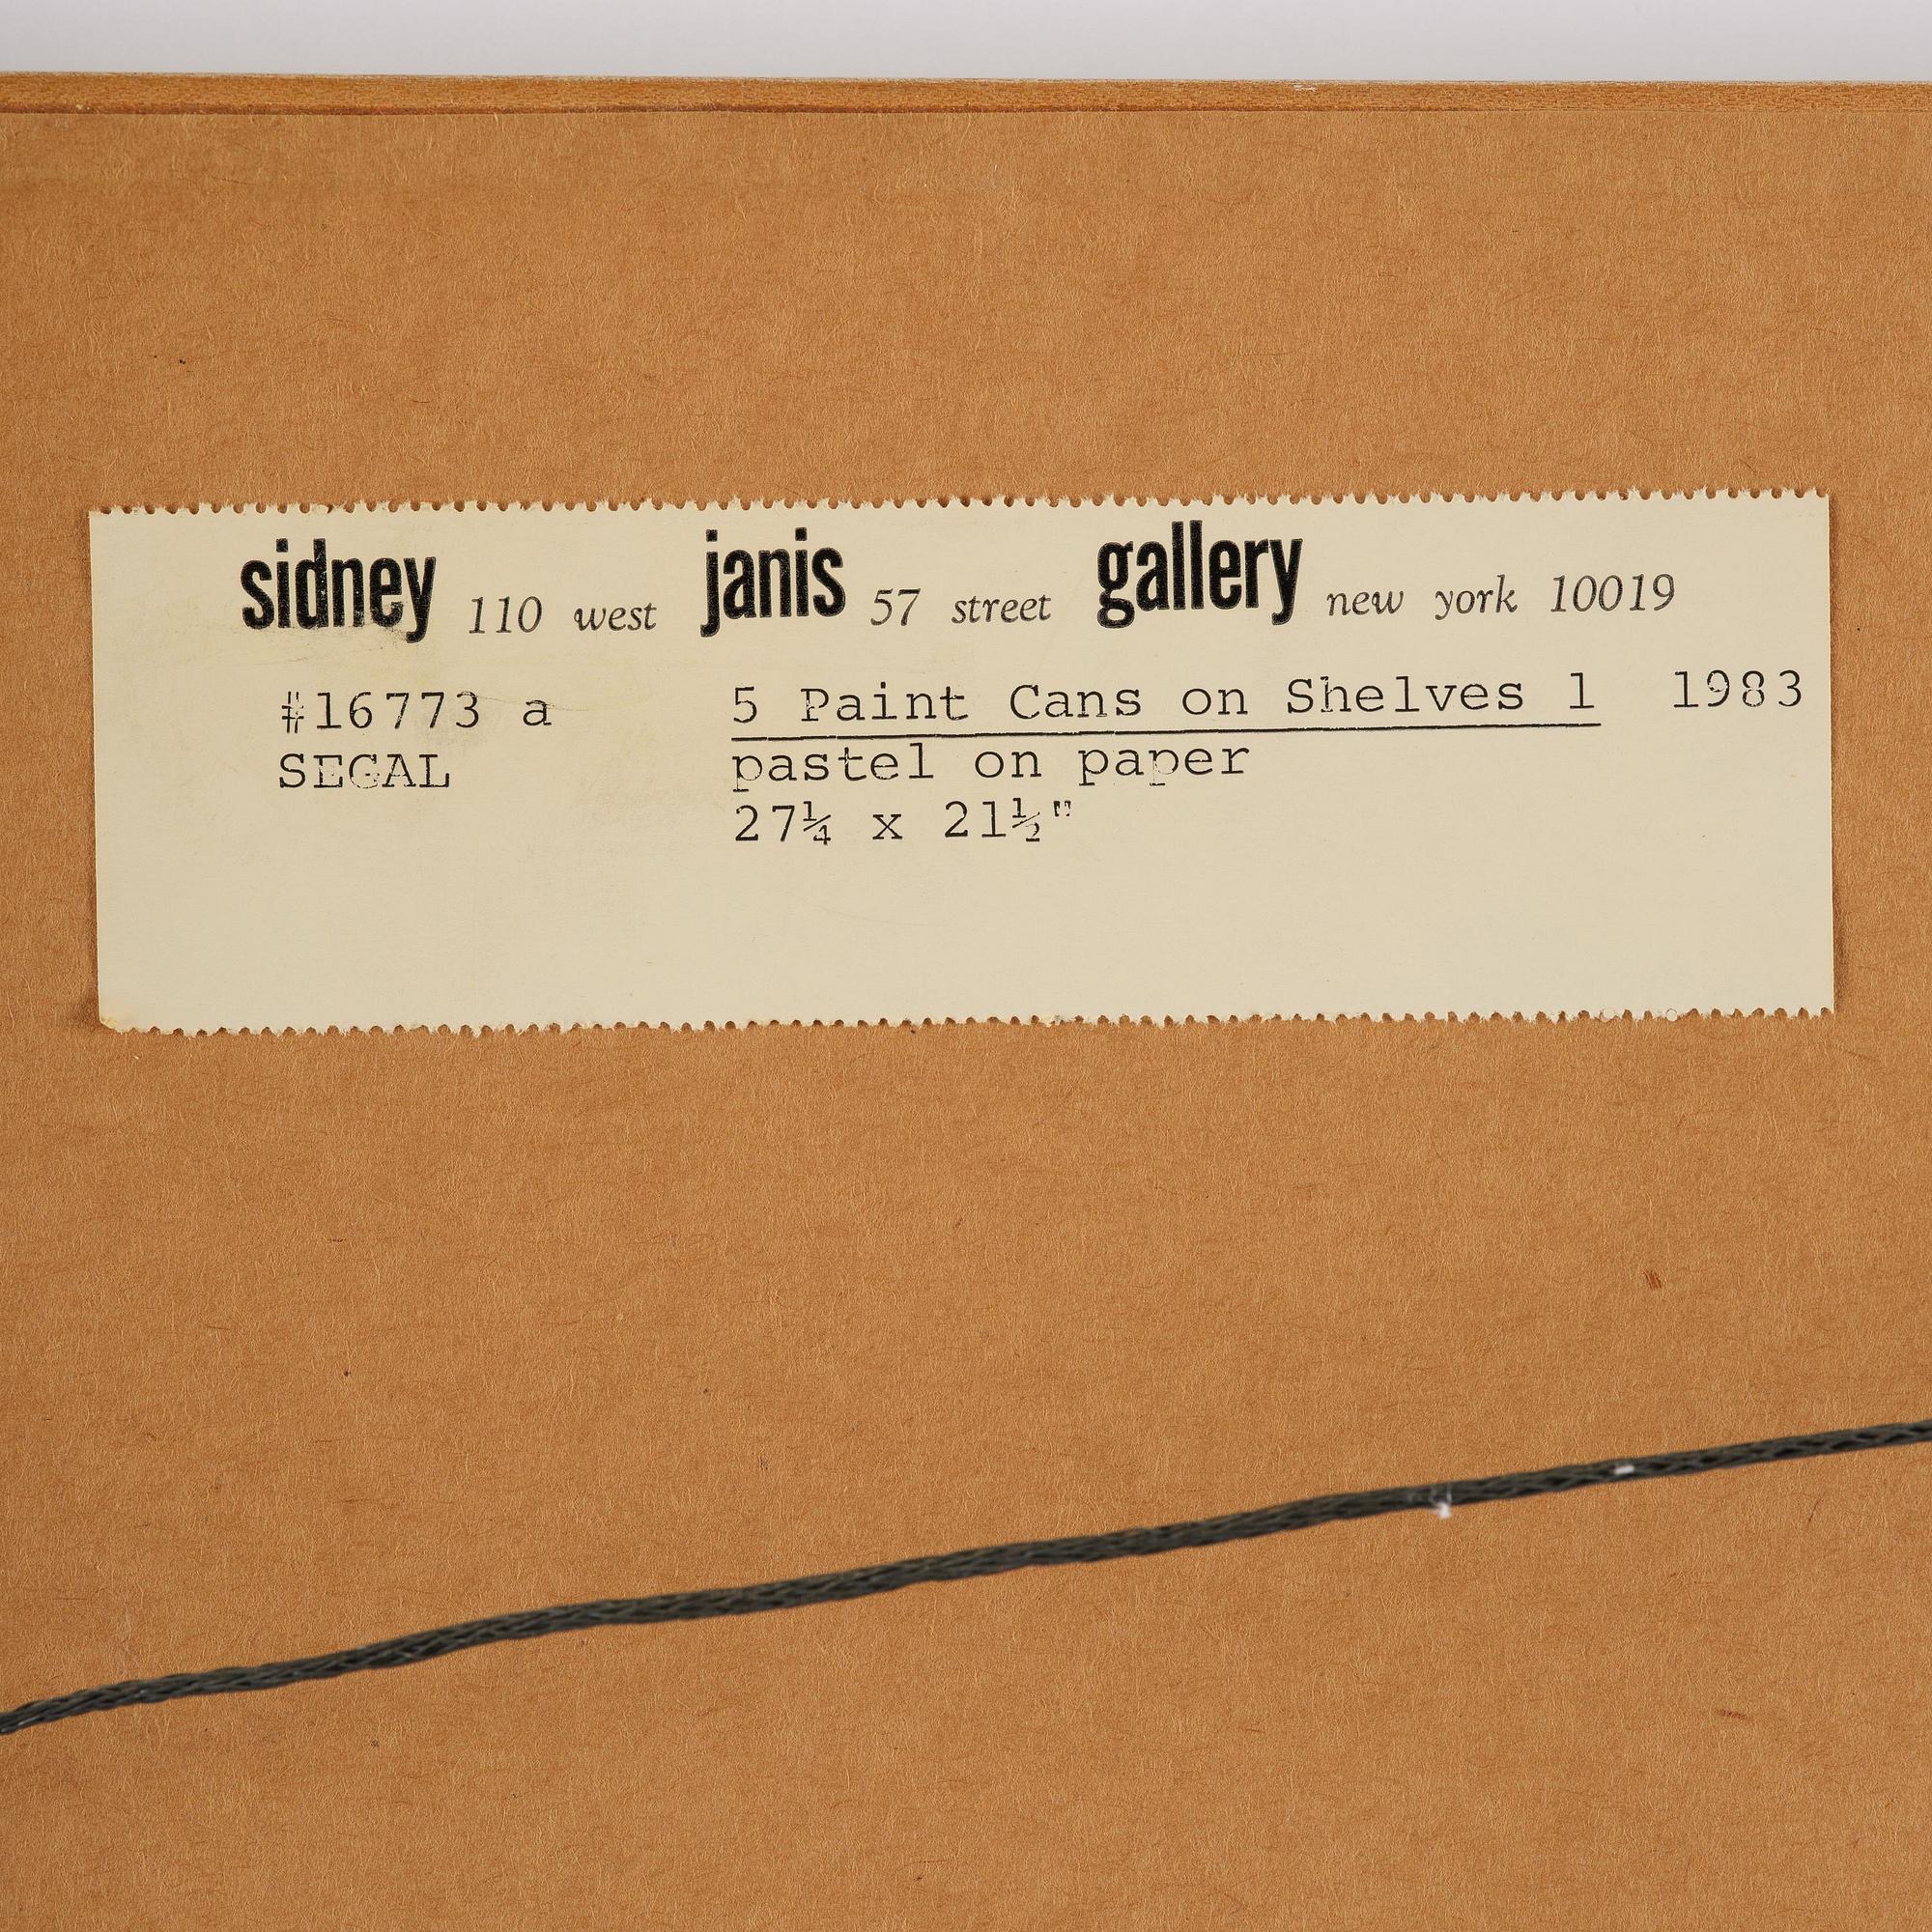 sidney 110 west janis 57 street gallery new york 10019
#16773 a 5 Paint Cans on Shelves 1 1983
SEGAL pastel on paper
27¼ x 21½"